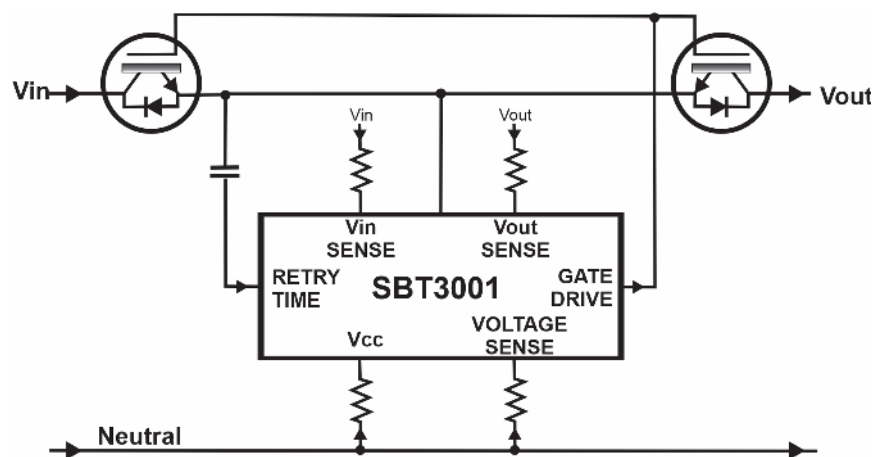 Vin
Vout
Vin
Vout
Vin
SENSE
Vout
SENSE
RETRY
TIME
SBT3001
GATE
DRIVE
Vcc
VOLTAGE
SENSE
Neutral